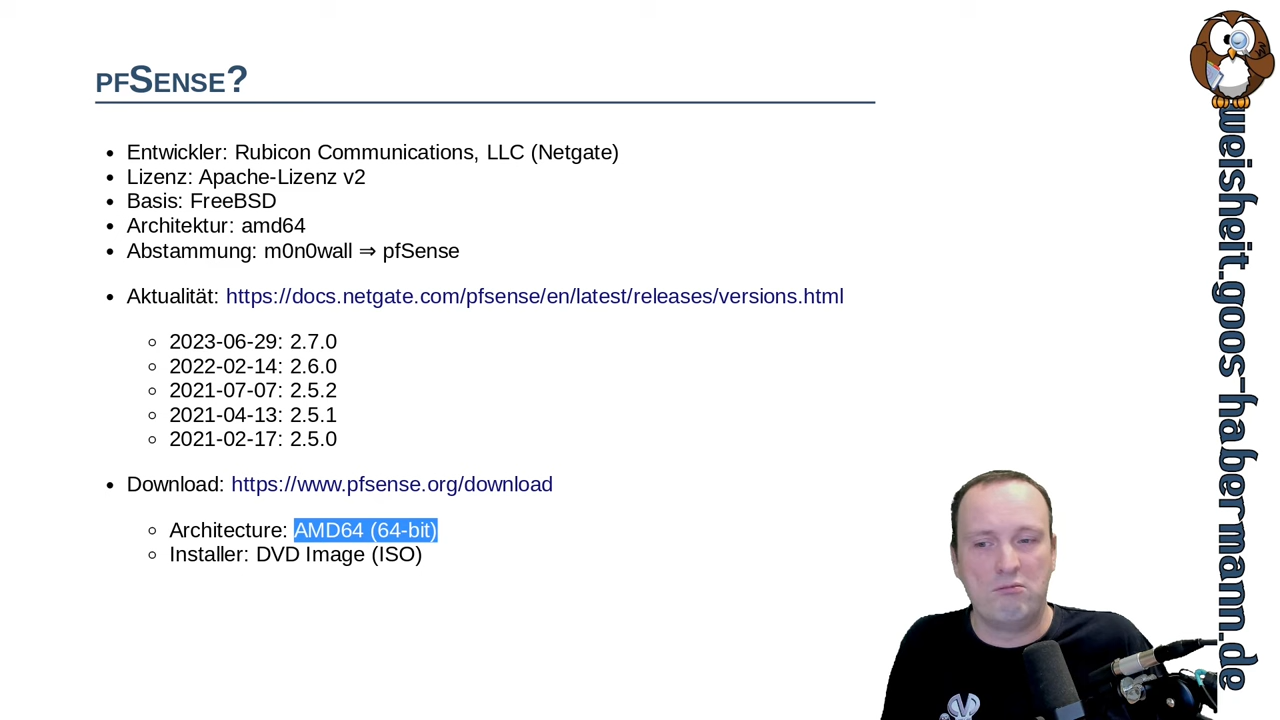 PFSENSE?
Entwickler: Rubicon Communications, LLC (Netgate)
Lizenz: Apache-Lizenz v2
Basis: FreeBSD
Architektur: amd64
Abstammung: m0n0wall ⇒ pfSense
Aktualität: https://docs.netgate.com/pfsense/en/latest/releases/versions.html
2023-06-29: 2.7.0
2022-02-14: 2.6.0
2021-07-07: 2.5.2
2021-04-13: 2.5.1
2021-02-17: 2.5.0
Download: https://www.pfsense.org/download
Architecture: AMD64 (64-bit)
Installer: DVD Image (ISO)
weisheit.goos-habermann.de